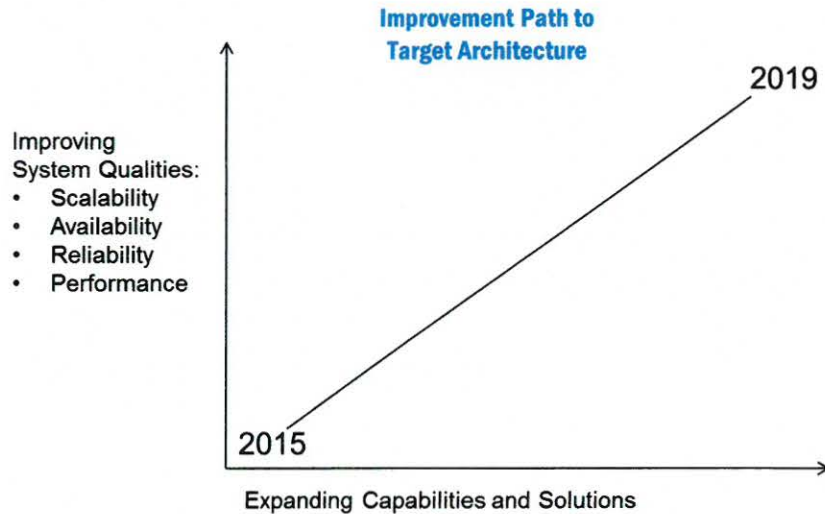 Improvement Path to
Target Architecture
2019
Improving
System Qualities:
• Scalability
• Availability
• Reliability
• Performance
2015
Expanding Capabilities and Solutions